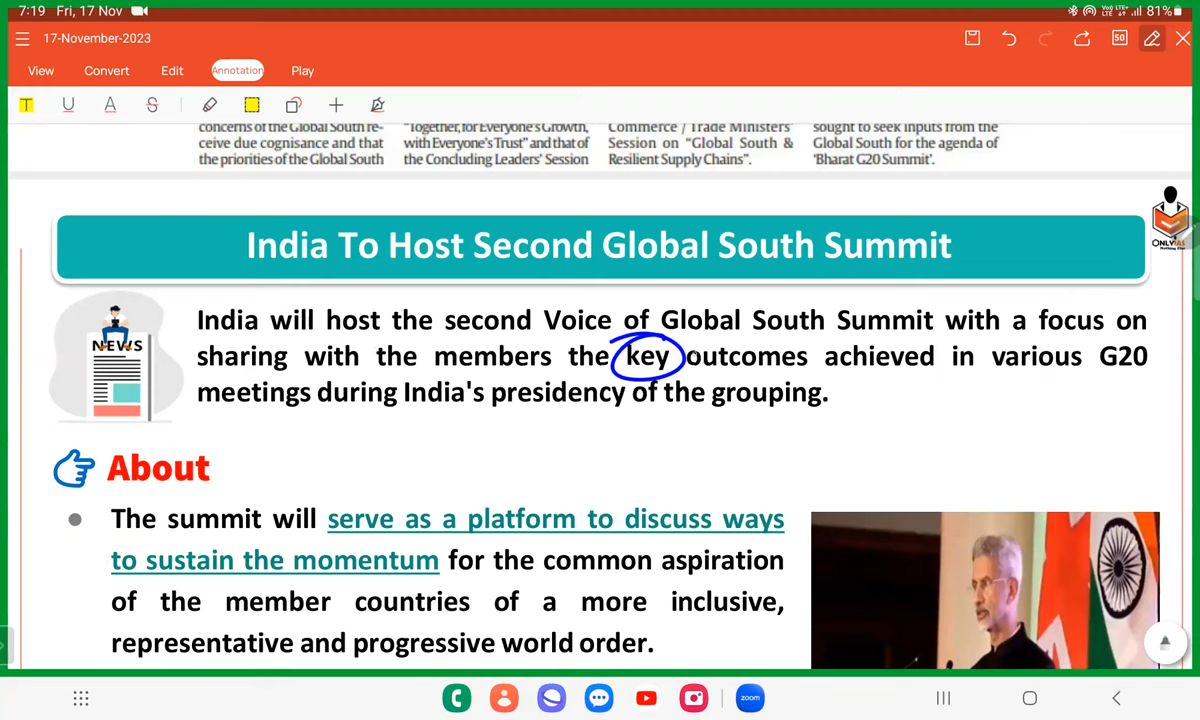 7:19 Fri, 17 Nov
81%
17-November-2023
50
View Convert Edit Annotation Play
T U A S
concerns of the Global South re-
ceive due cognisance and that
the priorities of the Global South
"Together, for Everyone's Growth,
with Everyone's Trust" and that of
the Concluding Leaders' Session
Commerce / Trade Ministers'
Session on "Global South &
Resilient Supply Chains".
sought to seek inputs from the
Global South for the agenda of
'Bharat G20 Summit'.
India To Host Second Global South Summit
ONLYIAS
NEWS
India will host the second Voice of Global South Summit with a focus on
sharing with the members the key outcomes achieved in various G20
meetings during India's presidency of the grouping.
About
The summit will serve as a platform to discuss ways
to sustain the momentum for the common aspiration
of the member countries of a more inclusive,
representative and progressive world order.
zoom